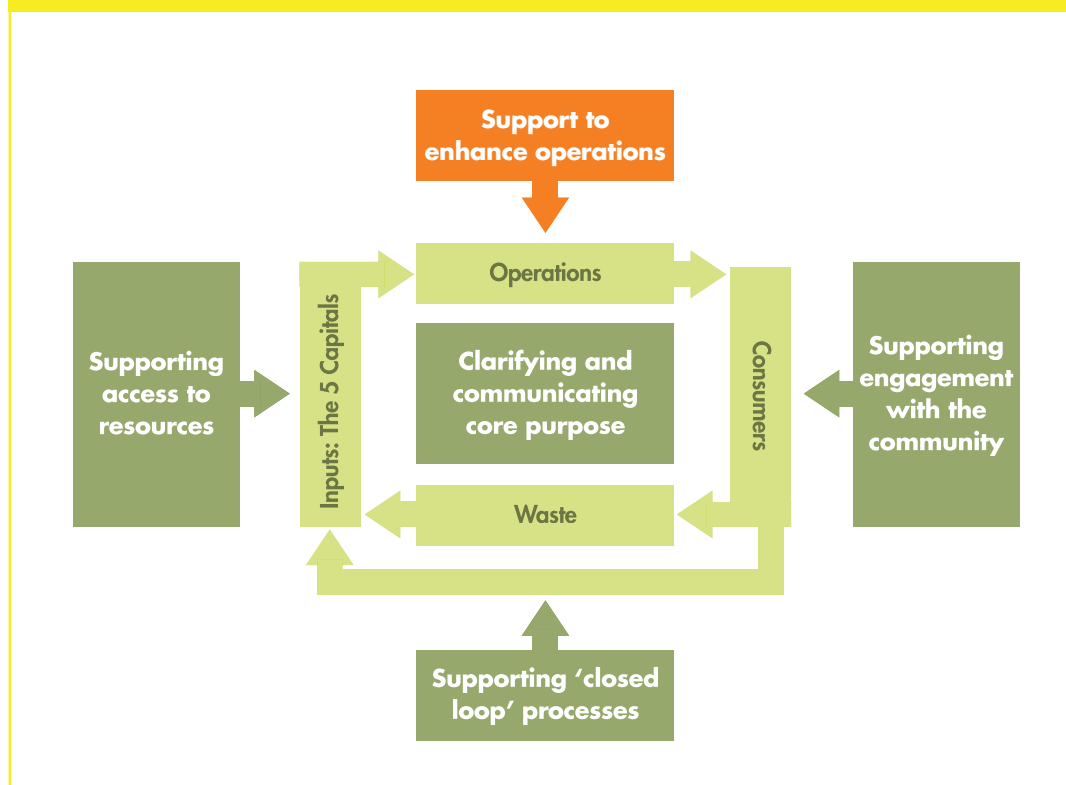 Support to
enhance operations
Operations
Supporting
access to
resources
Inputs: The 5 Capitals
Clarifying and
communicating
core purpose
Consumers
Supporting
engagement
with the
community
Waste
Supporting ‘closed
loop’ processes